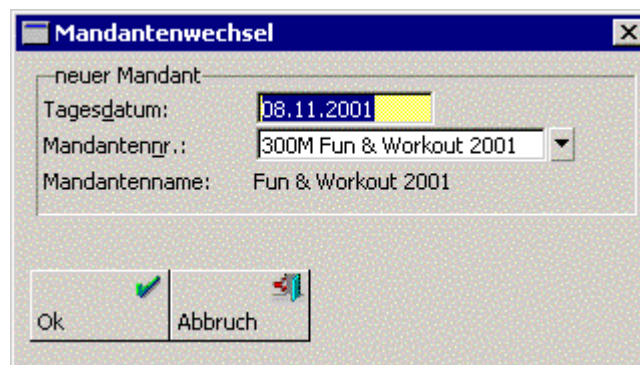 Mandantenwechsel
neuer Mandant
Tagesdatum: 08.11.2001
Mandantennr.: 300M Fun & Workout 2001
Mandantenname: Fun & Workout 2001
Ok Abbruch